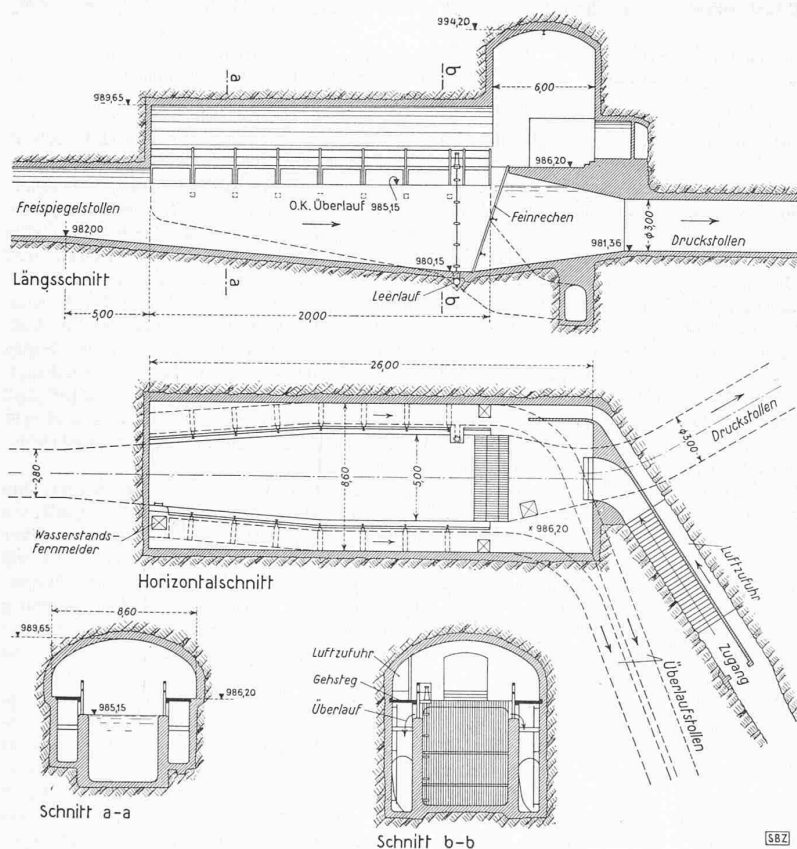 994,20
a
b
989,65
6,00
986,20
O.K. Überlauf 985,15
Freispiegelstollen
982,00
Feinrechen
ϕ3,00
981,36
Druckstollen
980,15
Längsschnitt
a
Leerlauf
b
5,00
20,00
26,00
Druckstollen
ϕ3,00
2,80
8,60
5,00
× 986,20
Wasserstands-
fernmelder
Luftzufuhr
Horizontalschnitt
Zugang
Überlaufstollen
8,60
989,65
986,20
985,15
Luftzufuhr
Gehsteg
Überlauf
Schnitt a-a
Schnitt b-b
SBZ